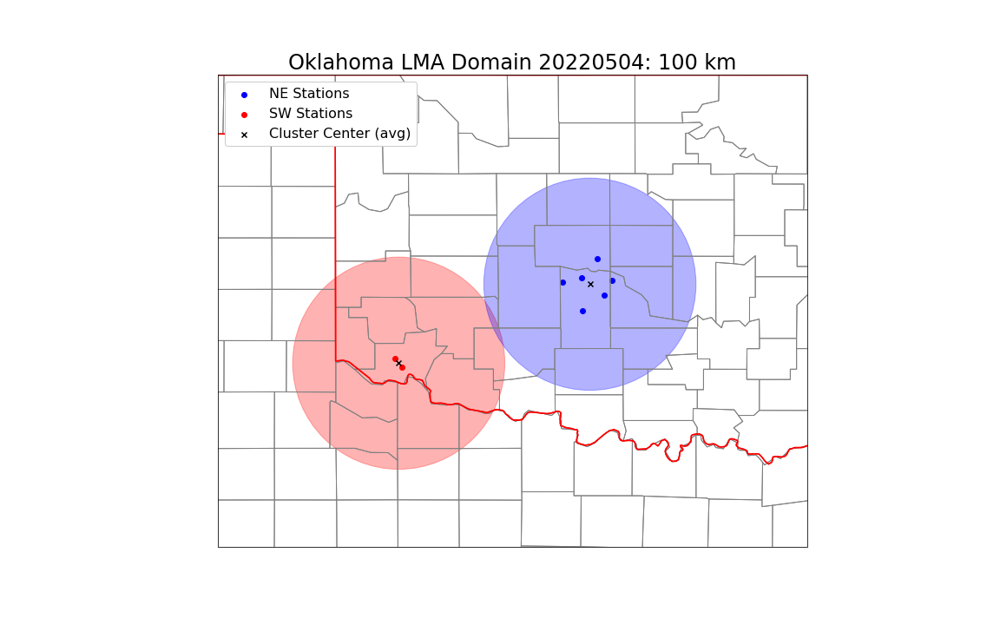 Oklahoma LMA Domain 20220504: 100 km
NE Stations
SW Stations
Cluster Center (avg)